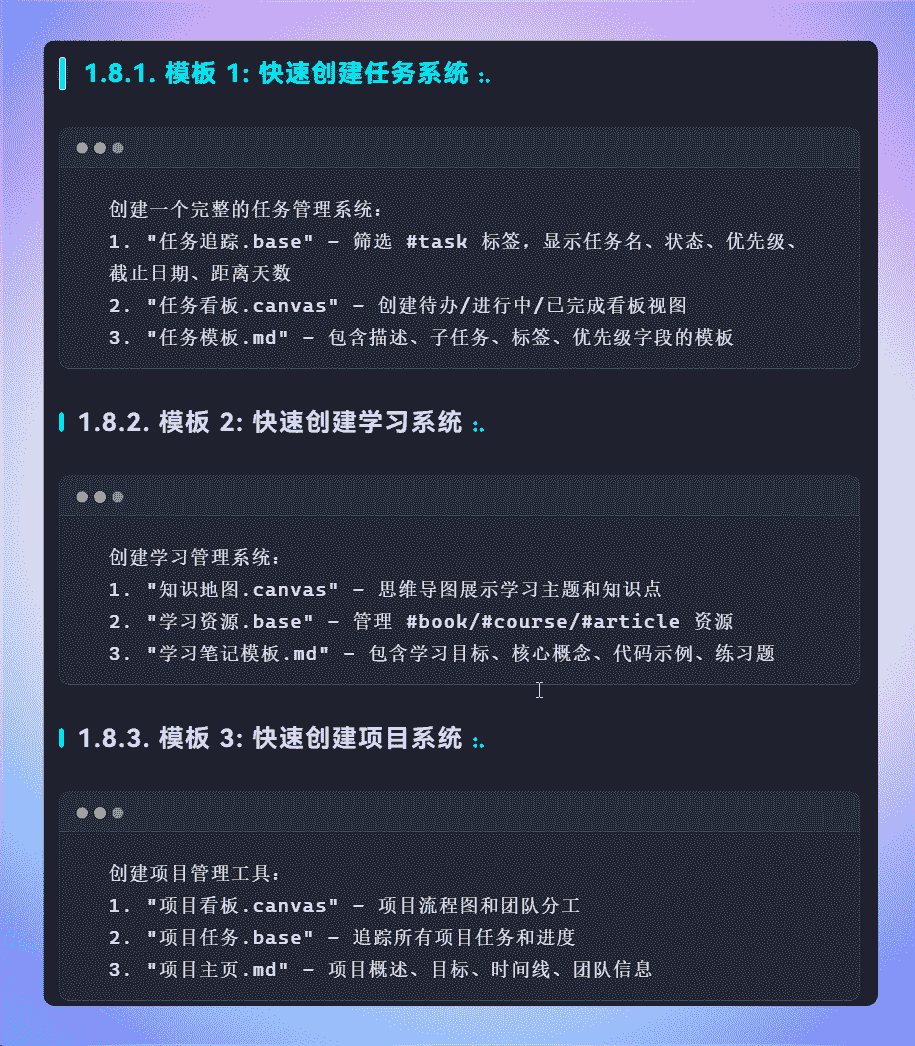 1.8.1. 模板 1: 快速创建任务系统 :.
创建一个完整的任务管理系统:
1. "任务追踪.base" - 筛选 #task 标签，显示任务名、状态、优先级、
截止日期、距离天数
2. "任务看板.canvas" - 创建待办/进行中/已完成看板视图
3. "任务模板.md" - 包含描述、子任务、标签、优先级字段的模板
1.8.2. 模板 2: 快速创建学习系统 :.
创建学习管理系统:
1. "知识地图.canvas" - 思维导图展示学习主题和知识点
2. "学习资源.base" - 管理 #book/#course/#article 资源
3. "学习笔记模板.md" - 包含学习目标、核心概念、代码示例、练习题
1.8.3. 模板 3: 快速创建项目系统 :.
创建项目管理工具:
1. "项目看板.canvas" - 项目流程图和团队分工
2. "项目任务.base" - 追踪所有项目任务和进度
3. "项目主页.md" - 项目概述、目标、时间线、团队信息